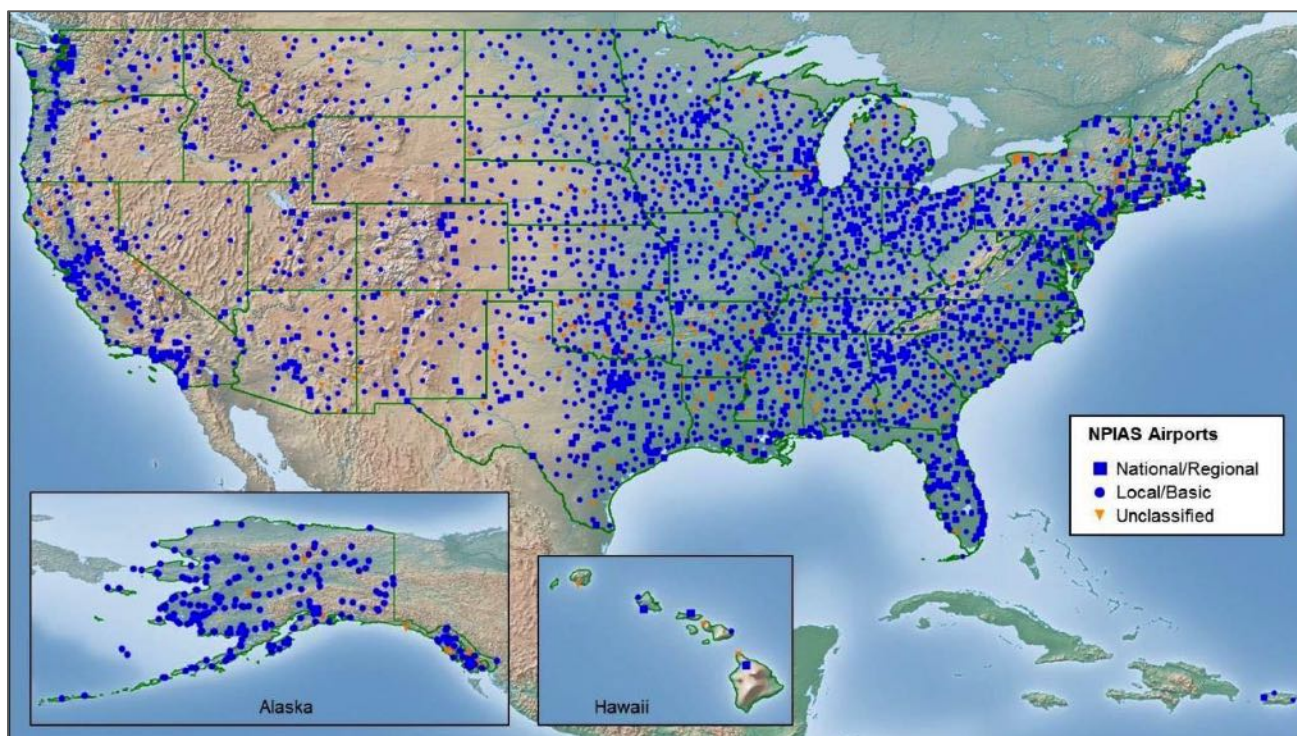 NPIAS Airports
National/Regional
Local/Basic
Unclassified
Alaska
Hawaii